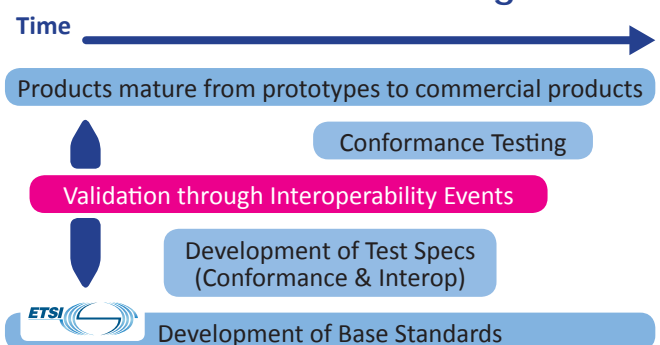 Time
Products mature from prototypes to commercial products
Conformance Testing
Validation through Interoperability Events
Development of Test Specs
(Conformance & Interop)
ETSI
Development of Base Standards